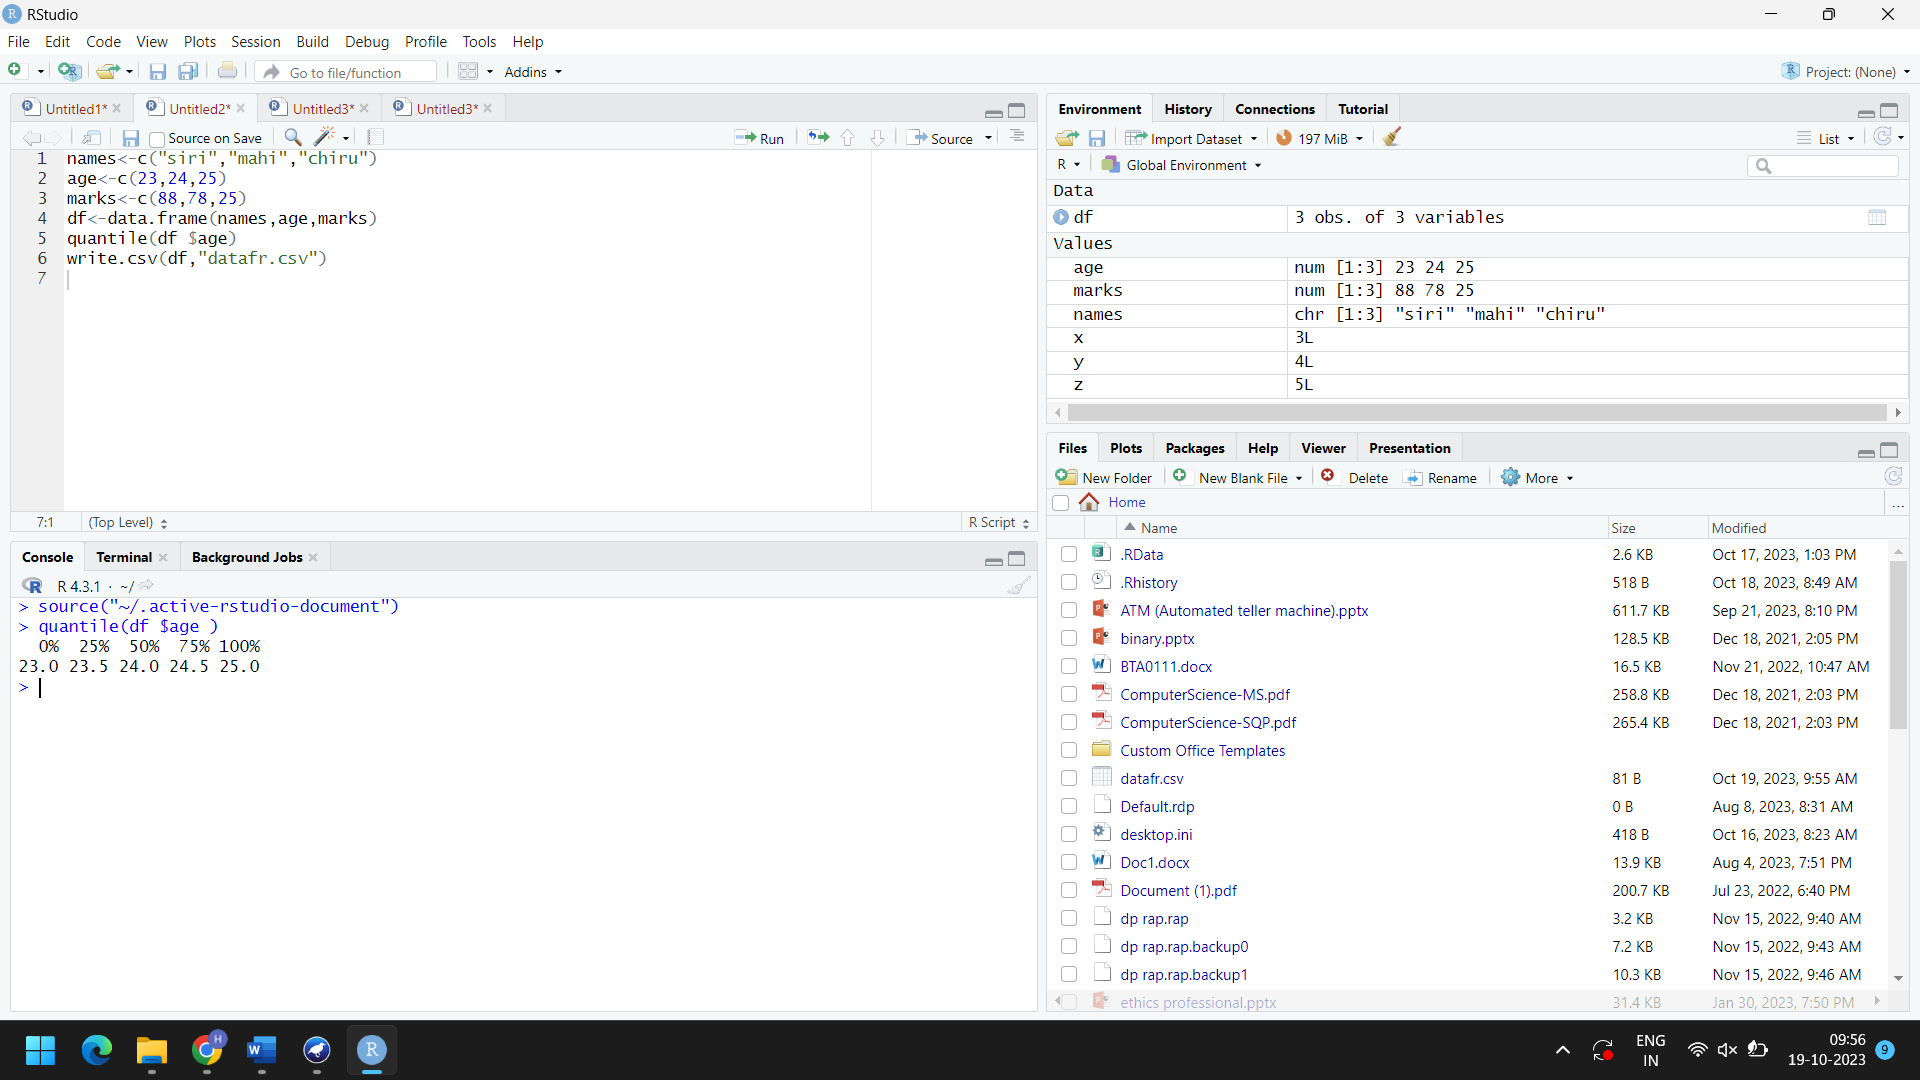 RStudio
File Edit Code View Plots Session Build Debug Profile Tools Help
Go to file/function Addins Project: (None)
Untitled1* Untitled2* Untitled3* Untitled3*
Source on Save Run Source
1 names<-c("siri","mahi","chiru")
2 age<-c(23,24,25)
3 marks<-c(88,78,25)
4 df<-data.frame(names,age,marks)
5 quantile(df $age)
6 write.csv(df,"datafr.csv")
7
7:1 (Top Level) R Script
Console Terminal Background Jobs
R 4.3.1 · ~/
> source("~/.active-rstudio-document")
> quantile(df $age )
0% 25% 50% 75% 100%
23.0 23.5 24.0 24.5 25.0
>
Environment History Connections Tutorial
Import Dataset 197 MiB List
R Global Environment
Data
df 3 obs. of 3 variables
Values
age num [1:3] 23 24 25
marks num [1:3] 88 78 25
names chr [1:3] "siri" "mahi" "chiru"
x 3L
y 4L
z 5L
Files Plots Packages Help Viewer Presentation
New Folder New Blank File Delete Rename More
Home ...
Name Size Modified
.RData 2.6 KB Oct 17, 2023, 1:03 PM
.Rhistory 518 B Oct 18, 2023, 8:49 AM
ATM (Automated teller machine).pptx 611.7 KB Sep 21, 2023, 8:10 PM
binary.pptx 128.5 KB Dec 18, 2021, 2:05 PM
BTA0111.docx 16.5 KB Nov 21, 2022, 10:47 AM
ComputerScience-MS.pdf 258.8 KB Dec 18, 2021, 2:03 PM
ComputerScience-SQP.pdf 265.4 KB Dec 18, 2021, 2:03 PM
Custom Office Templates
datafr.csv 81 B Oct 19, 2023, 9:55 AM
Default.rdp 0 B Aug 8, 2023, 8:31 AM
desktop.ini 418 B Oct 16, 2023, 8:23 AM
Doc1.docx 13.9 KB Aug 4, 2023, 7:51 PM
Document (1).pdf 200.7 KB Jul 23, 2022, 6:40 PM
dp rap.rap 3.2 KB Nov 15, 2022, 9:40 AM
dp rap.rap.backup0 7.2 KB Nov 15, 2022, 9:43 AM
dp rap.rap.backup1 10.3 KB Nov 15, 2022, 9:46 AM
ethics professional.pptx 31.4 KB Jan 30, 2023, 7:50 PM
ENG 09:56
IN 19-10-2023 9